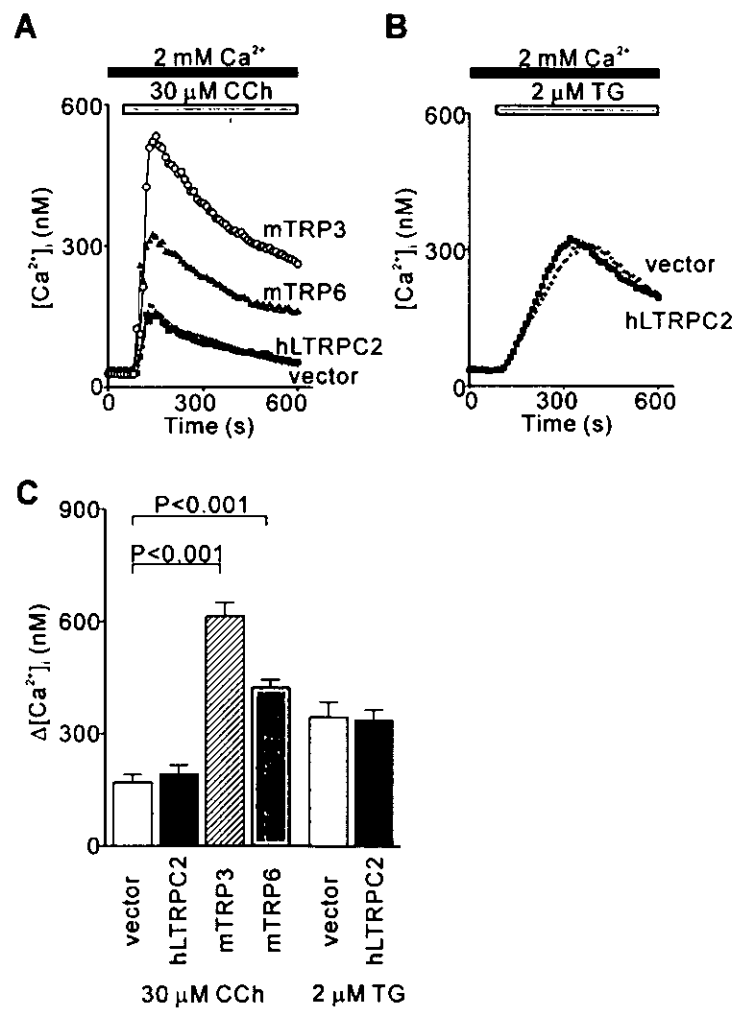 A
2 mM Ca²⁺
30 µM CCh
600
300
0
[Ca²⁺]ᵢ (nM)
mTRP3
mTRP6
hLTRPC2
vector
0 300 600
Time (s)
B
2 mM Ca²⁺
2 µM TG
600
300
0
[Ca²⁺]ᵢ (nM)
vector
hLTRPC2
0 300 600
Time (s)
C
P<0.001
P<0.001
900
600
300
0
Δ[Ca²⁺]ᵢ (nM)
vector
hLTRPC2
mTRP3
mTRP6
vector
hLTRPC2
30 µM CCh
2 µM TG